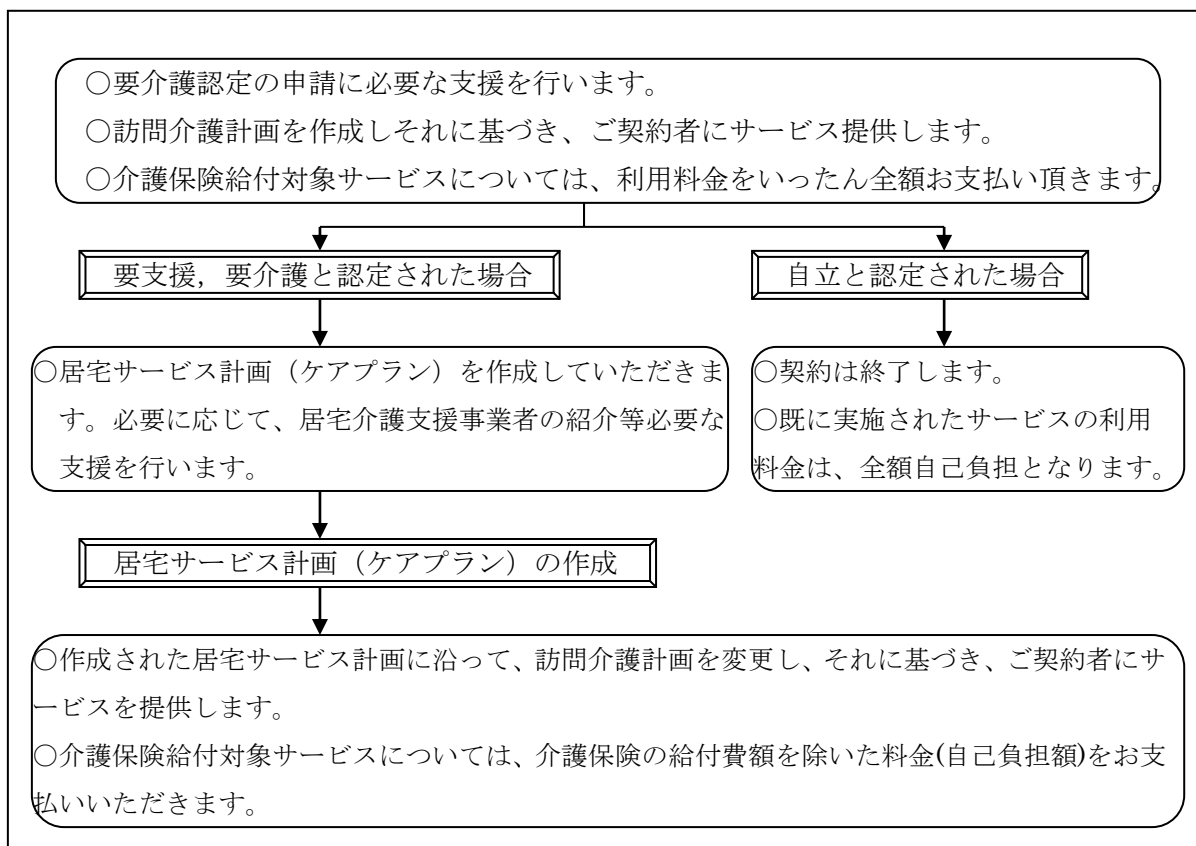 ○要介護認定の申請に必要な支援を行います。
○訪問介護計画を作成しそれに基づき、ご契約者にサービス提供します。
○介護保険給付対象サービスについては、利用料金をいったん全額お支払い頂きます。
要支援，要介護と認定された場合
自立と認定された場合
○居宅サービス計画（ケアプラン）を作成していただきま
す。必要に応じて、居宅介護支援事業者の紹介等必要な
支援を行います。
○契約は終了します。
○既に実施されたサービスの利用
料金は、全額自己負担となります。
居宅サービス計画（ケアプラン）の作成
○作成された居宅サービス計画に沿って、訪問介護計画を変更し、それに基づき、ご契約者にサ
ービスを提供します。
○介護保険給付対象サービスについては、介護保険の給付費額を除いた料金(自己負担額)をお支
払いいただきます。